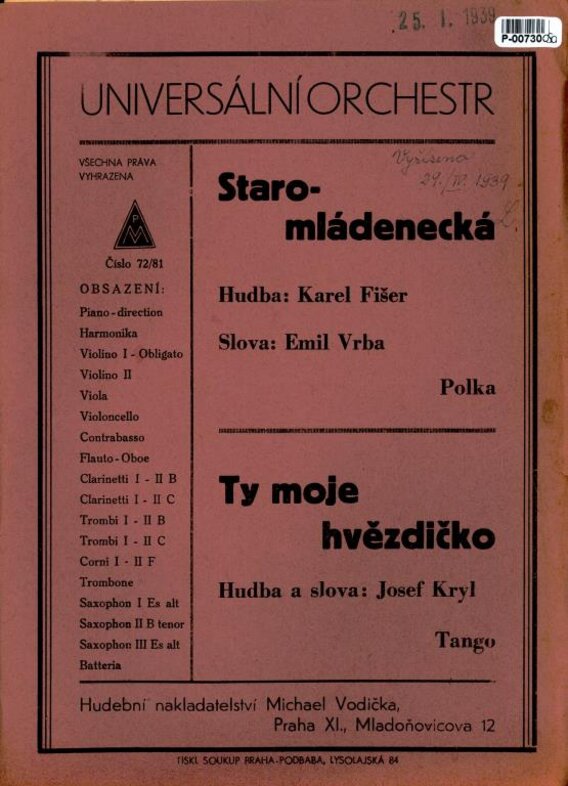 25. I. 1939
P-00730
UNIVERSÁLNÍ ORCHESTR
VŠECHNA PRÁVA
VYHRAZENA
PM
Číslo 72/81
OBSAZENÍ:
Piano-direction
Harmonika
Violino I - Obligato
Violino II
Viola
Violoncello
Contrabasso
Flauto-Oboe
Clarinetti I - II B
Clarinetti I - II C
Trombi I - II B
Trombi I - II C
Corni I - II F
Trombone
Saxophon I Es alt
Saxophon II B tenor
Saxophon III Es alt
Batteria
29./IV. 1939
Staro-
mládenecká
Hudba: Karel Fišer
Slova: Emil Vrba
Polka
Ty moje
hvězdičko
Hudba a slova: Josef Kryl
Tango
Hudební nakladatelství Michael Vodička,
Praha XI., Mladoňovicova 12
TISKL SOUKUP PRAHA-PODBABA, LYSOLAJSKÁ 84